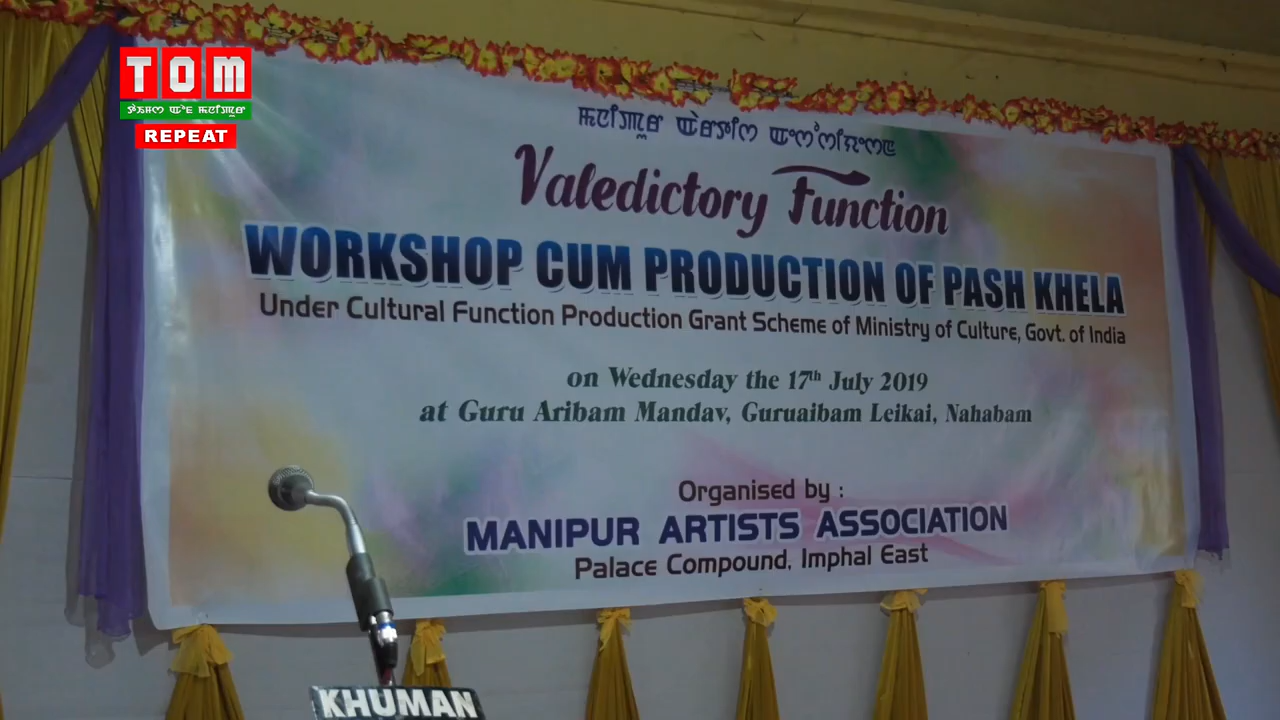 TOM
ꯃꯅꯤꯄꯨꯔ
REPEAT
ꯃꯅꯤꯄꯨꯔ
Valedictory Function
WORKSHOP CUM PRODUCTION OF PASH KHELA
Under Cultural Function Production Grant Scheme of Ministry of Culture, Govt. of India
on Wednesday the 17th July 2019
at Guru Aribam Mandav, Guruaibam Leikai, Nahabam
Organised by :
MANIPUR ARTISTS ASSOCIATION
Palace Compound, Imphal East
KHUMAN